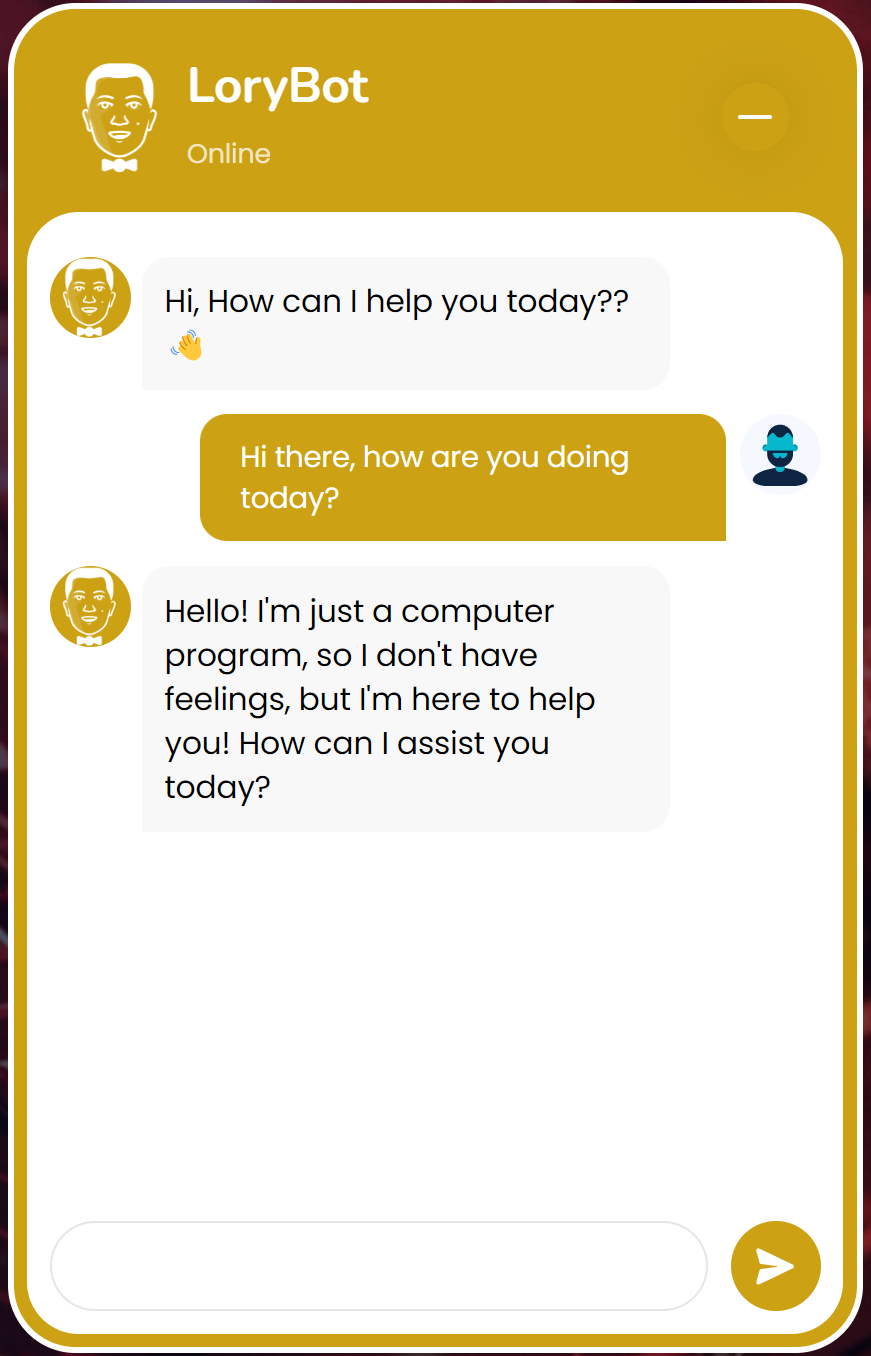 LoryBot
Online
Hi, How can I help you today??
👋
Hi there, how are you doing
today?
Hello! I'm just a computer
program, so I don't have
feelings, but I'm here to help
you! How can I assist you
today?